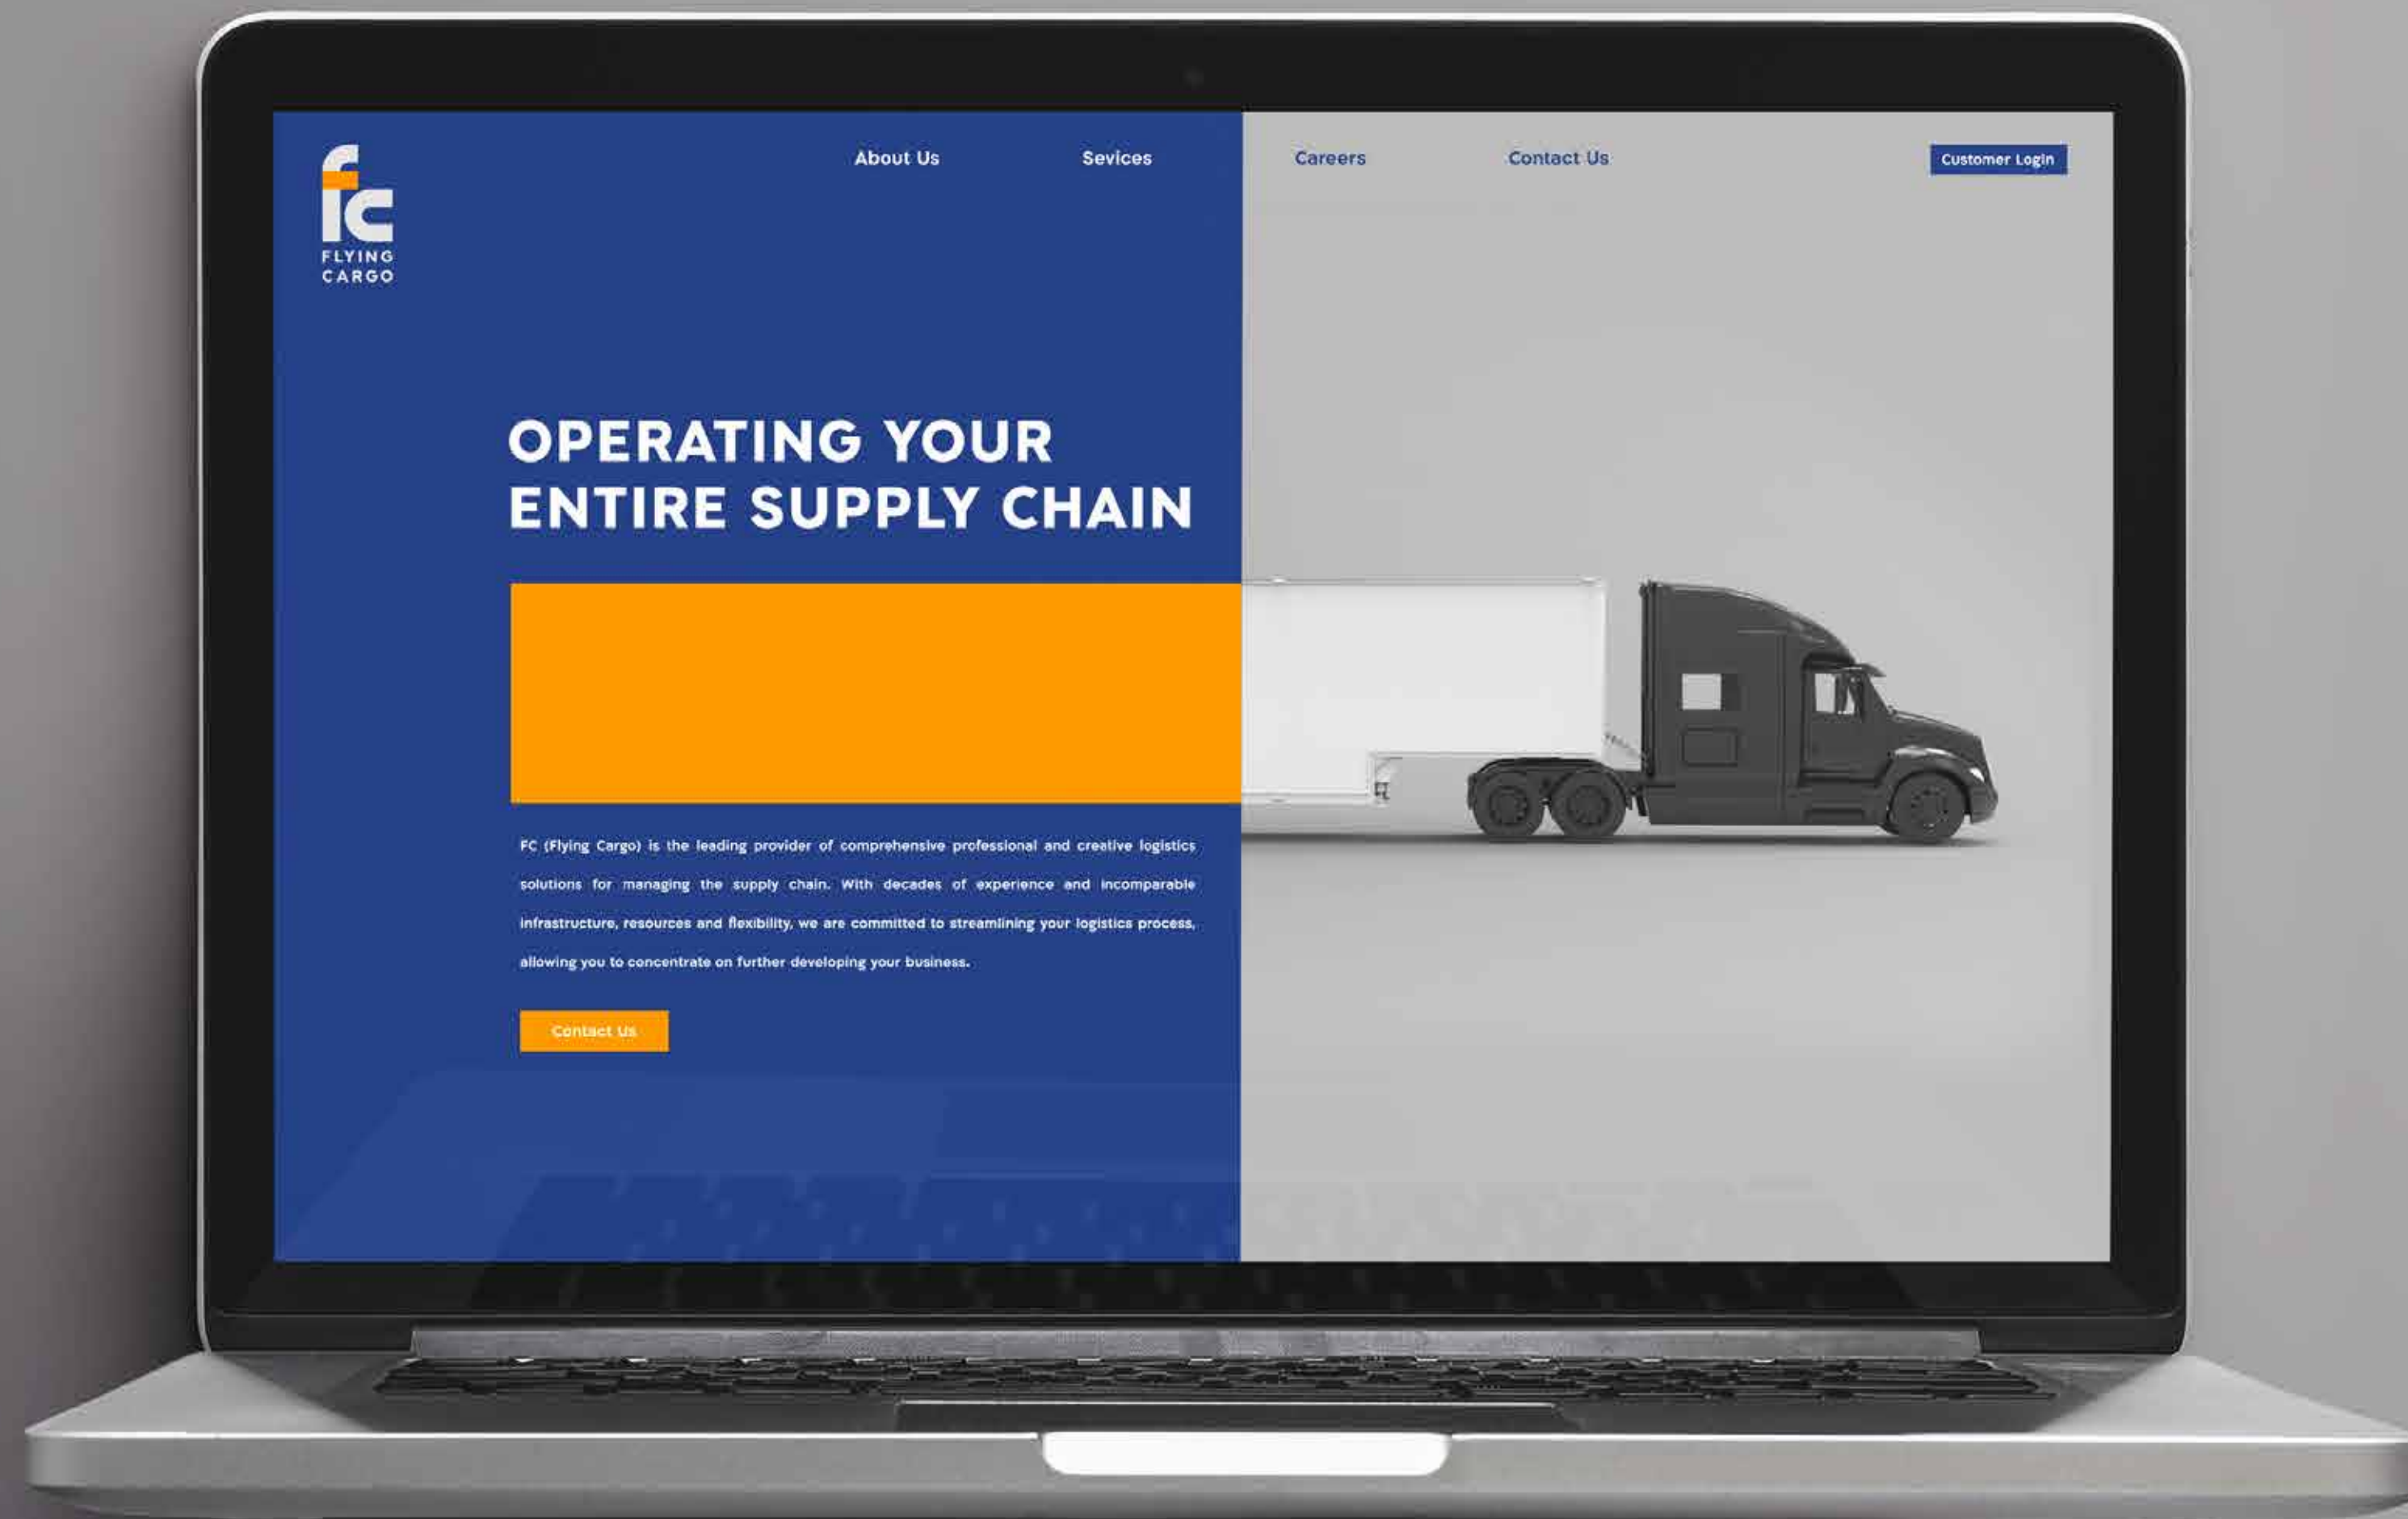 fc
FLYING
CARGO
About Us
Sevices
Careers
Contact Us
Customer Login
OPERATING YOUR
ENTIRE SUPPLY CHAIN
FC (Flying Cargo) is the leading provider of comprehensive professional and creative logistics
solutions for managing the supply chain. With decades of experience and incomparable
infrastructure, resources and flexibility, we are committed to streamlining your logistics process,
allowing you to concentrate on further developing your business.
Contact Us